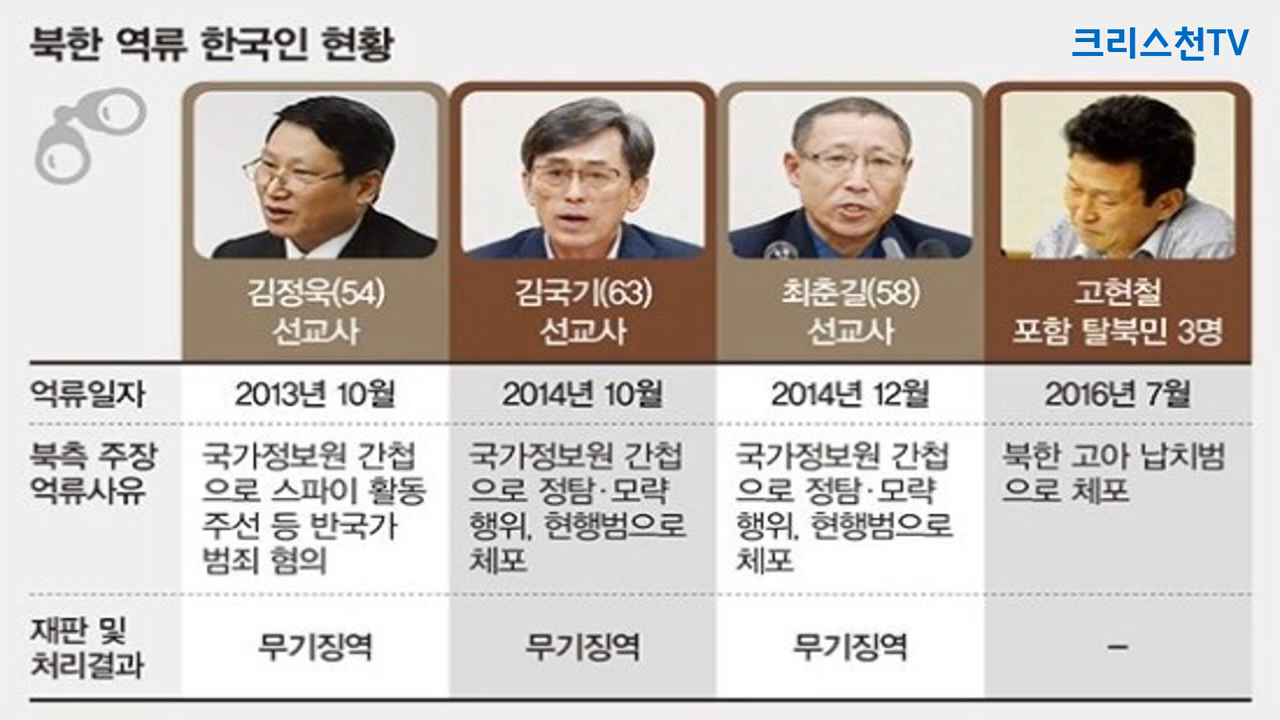 북한 역류 한국인 현황
크리스천TV
김정욱(54)
선교사
김국기(63)
선교사
최춘길(58)
선교사
고현철
포함 탈북민 3명
억류일자
2013년 10월
2014년 10월
2014년 12월
2016년 7월
북측 주장
억류사유
국가정보원 간첩
으로 스파이 활동
주선 등 반국가
범죄 혐의
국가정보원 간첩
으로 정탐·모략
행위, 현행범으로
체포
국가정보원 간첩
으로 정탐·모략
행위, 현행범으로
체포
북한 고아 납치범
으로 체포
재판 및
처리결과
무기징역
무기징역
무기징역
–